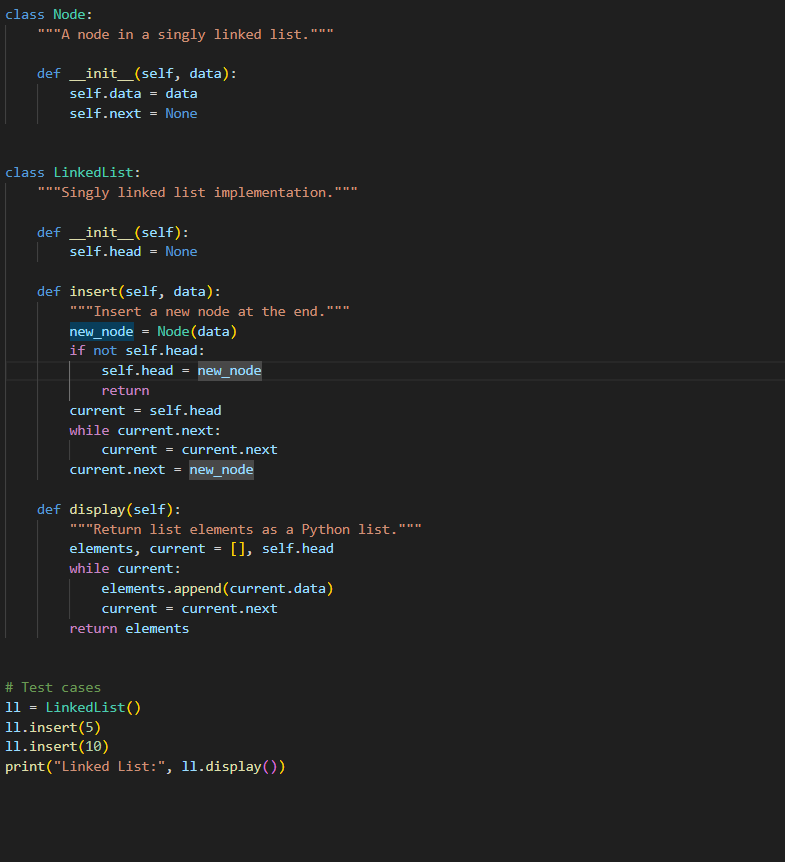 class Node:
    """A node in a singly linked list."""

    def __init__(self, data):
        self.data = data
        self.next = None


class LinkedList:
    """Singly linked list implementation."""

    def __init__(self):
        self.head = None

    def insert(self, data):
        """Insert a new node at the end."""
        new_node = Node(data)
        if not self.head:
            self.head = new_node
            return
        current = self.head
        while current.next:
            current = current.next
        current.next = new_node

    def display(self):
        """Return list elements as a Python list."""
        elements, current = [], self.head
        while current:
            elements.append(current.data)
            current = current.next
        return elements


# Test cases
ll = LinkedList()
ll.insert(5)
ll.insert(10)
print("Linked List:", ll.display())